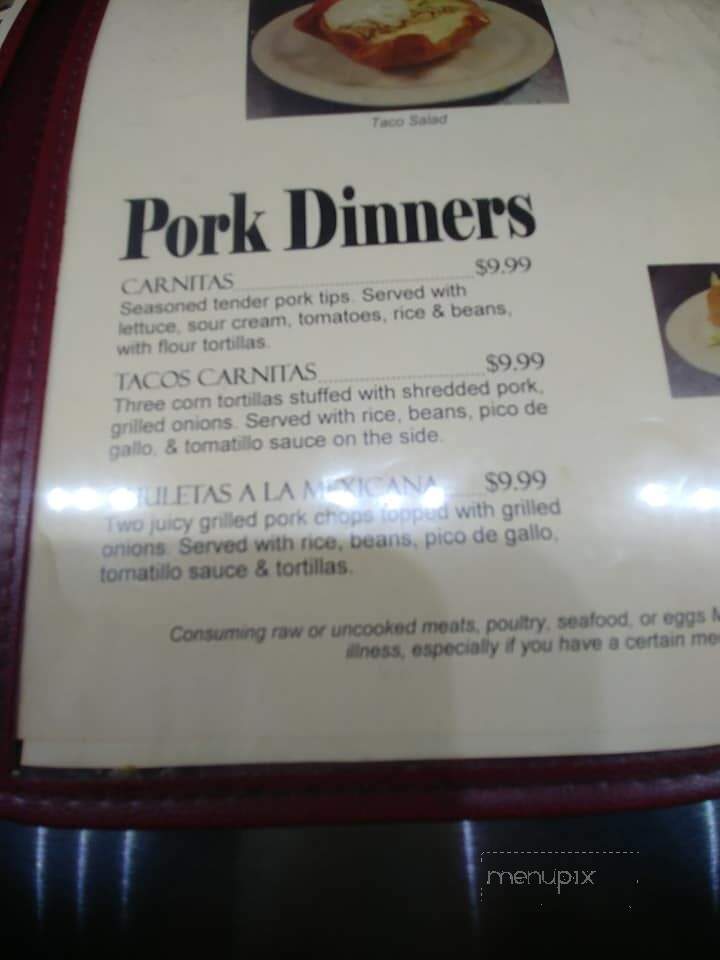 Taco Salad
Pork Dinners
CARNITAS $9.99
Seasoned tender pork tips. Served with
lettuce, sour cream, tomatoes, rice & beans,
with flour tortillas.
TACOS CARNITAS $9.99
Three corn tortillas stuffed with shredded pork,
grilled onions. Served with rice, beans, pico de
gallo, & tomatillo sauce on the side.
CHULETAS A LA MEXICANA $9.99
Two juicy grilled pork chops topped with grilled
onions. Served with rice, beans, pico de gallo,
tomatillo sauce & tortillas.
Consuming raw or uncooked meats, poultry, seafood, or eggs
illness, especially if you have a certain
menupix